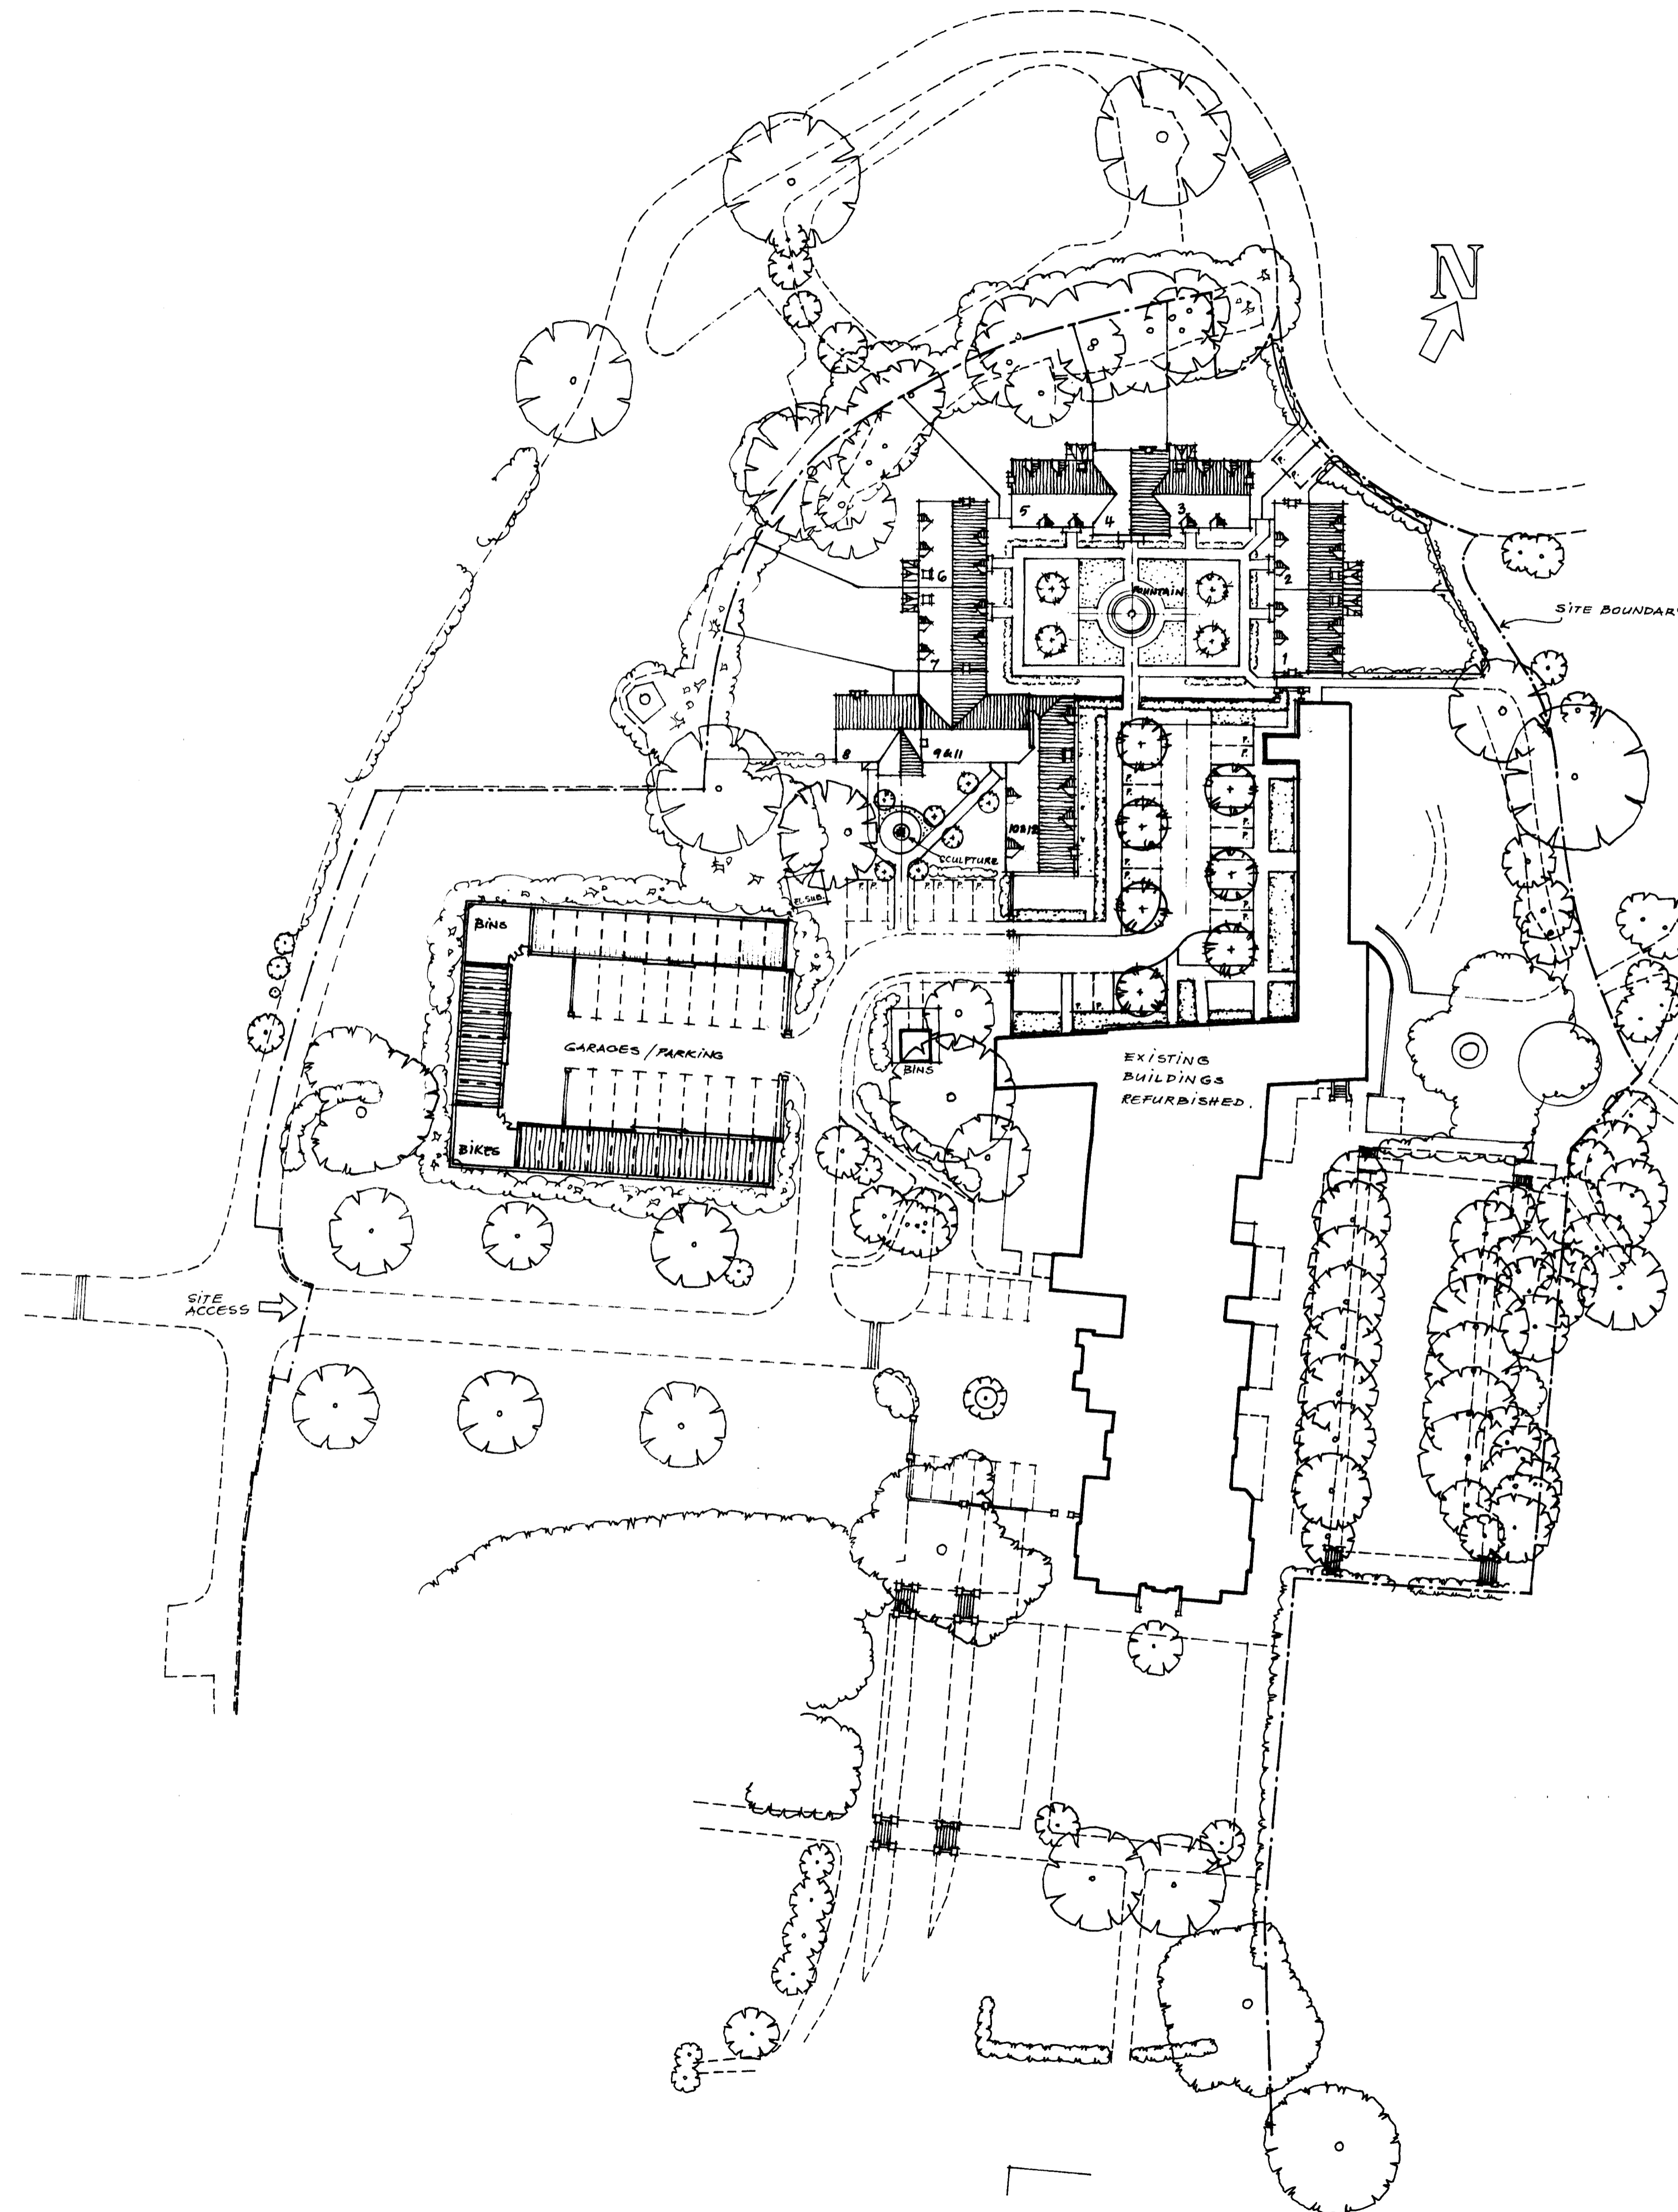 N
5
4
3
6
2
FOUNTAIN
SITE BOUNDAR
7
1
8
9&11
10&12
SCULPTURE
P. P. P. P. P. P.
EL. SUB.
BINS
P. P.
GARAGES/PARKING
BINS
EXISTING
BUILDINGS
REFURBISHED.
BIKES
SITE
ACCESS